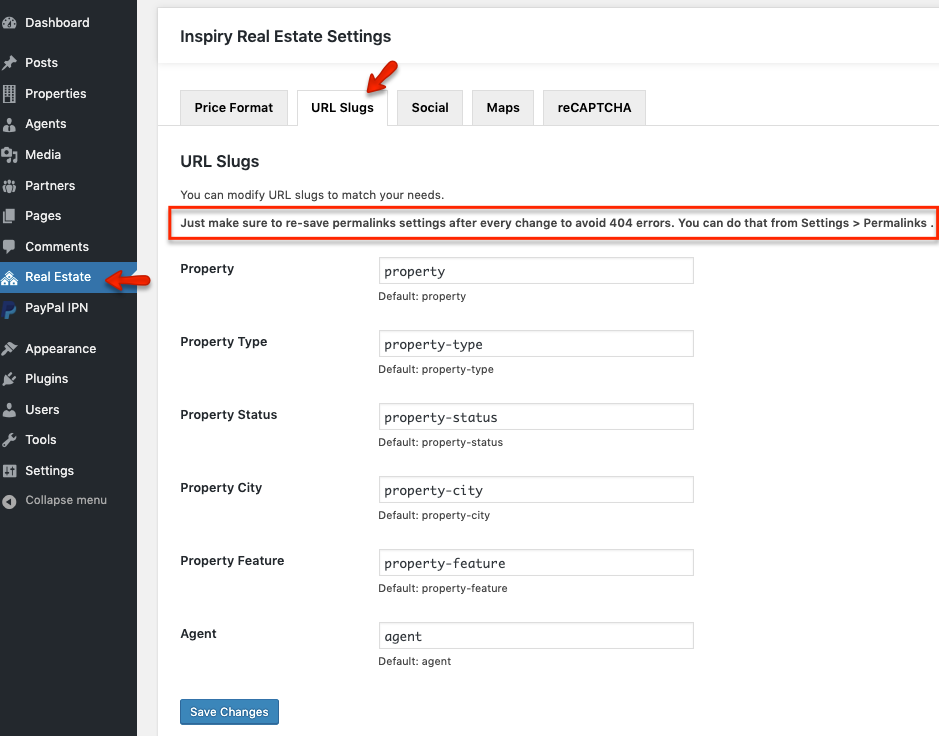 Dashboard
Posts
Properties
Agents
Media
Partners
Pages
Comments
Real Estate
PayPal IPN
Appearance
Plugins
Users
Tools
Settings
Collapse menu
Inspiry Real Estate Settings
Price Format
URL Slugs
Social
Maps
reCAPTCHA
URL Slugs
You can modify URL slugs to match your needs.
Just make sure to re-save permalinks settings after every change to avoid 404 errors. You can do that from Settings > Permalinks .
Property
property
Default: property
Property Type
property-type
Default: property-type
Property Status
property-status
Default: property-status
Property City
property-city
Default: property-city
Property Feature
property-feature
Default: property-feature
Agent
agent
Default: agent
Save Changes